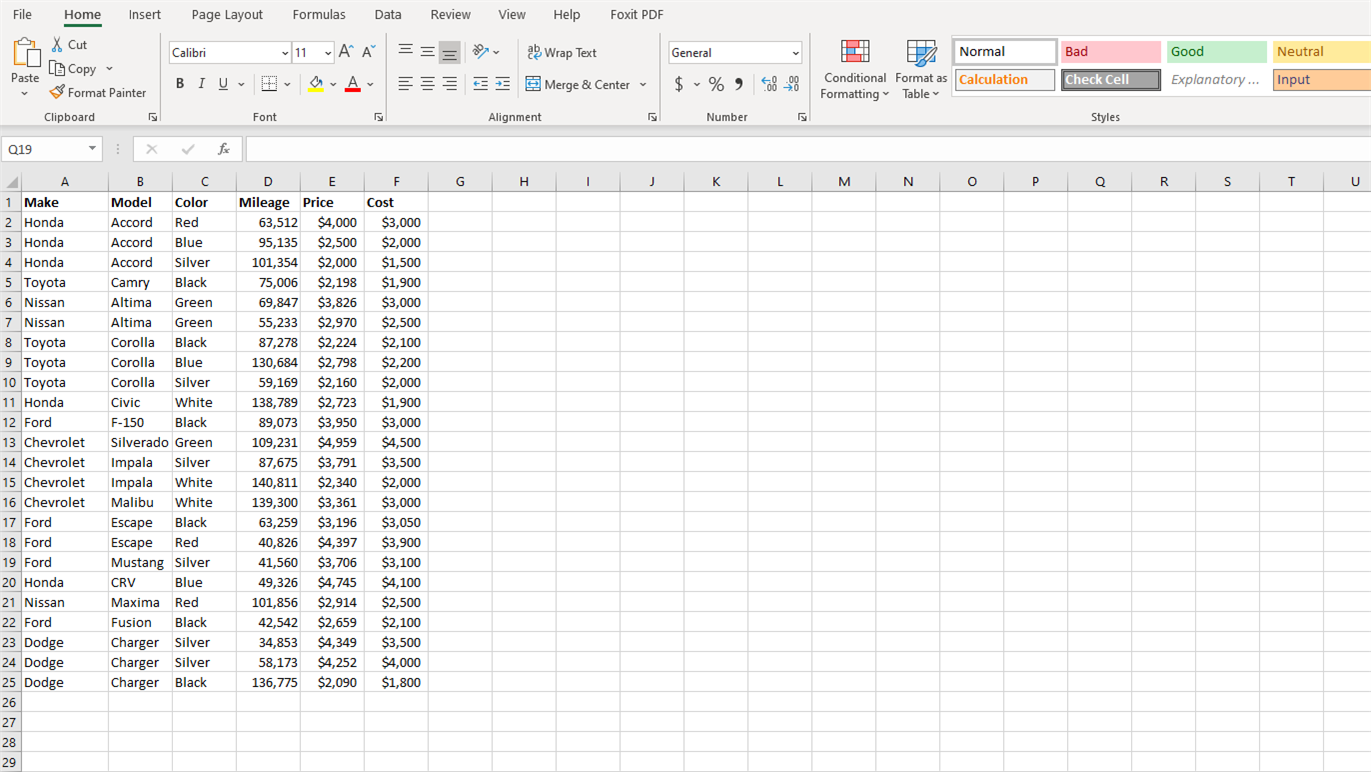 File Home Insert Page Layout Formulas Data Review View Help Foxit PDF
Paste
Cut
Copy
Format Painter
Clipboard
Calibri 11 A A
B I U A
Font
ab Wrap Text
Merge & Center
Alignment
General
$ % 9 .00 .00
Number
Conditional Formatting
Format as Table
Normal Bad Good Neutral
Calculation Check Cell Explanatory ... Input
Styles
Q19 fx
A B C D E F G H I J K L M N O P Q R S T U
1 Make Model Color Mileage Price Cost
2 Honda Accord Red 63,512 $4,000 $3,000
3 Honda Accord Blue 95,135 $2,500 $2,000
4 Honda Accord Silver 101,354 $2,000 $1,500
5 Toyota Camry Black 75,006 $2,198 $1,900
6 Nissan Altima Green 69,847 $3,826 $3,000
7 Nissan Altima Green 55,233 $2,970 $2,500
8 Toyota Corolla Black 87,278 $2,224 $2,100
9 Toyota Corolla Blue 130,684 $2,798 $2,200
10 Toyota Corolla Silver 59,169 $2,160 $2,000
11 Honda Civic White 138,789 $2,723 $1,900
12 Ford F-150 Black 89,073 $3,950 $3,000
13 Chevrolet Silverado Green 109,231 $4,959 $4,500
14 Chevrolet Impala Silver 87,675 $3,791 $3,500
15 Chevrolet Impala White 140,811 $2,340 $2,000
16 Chevrolet Malibu White 139,300 $3,361 $3,000
17 Ford Escape Black 63,259 $3,196 $3,050
18 Ford Escape Red 40,826 $4,397 $3,900
19 Ford Mustang Silver 41,560 $3,706 $3,100
20 Honda CRV Blue 49,326 $4,745 $4,100
21 Nissan Maxima Red 101,856 $2,914 $2,500
22 Ford Fusion Black 42,542 $2,659 $2,100
23 Dodge Charger Silver 34,853 $4,349 $3,500
24 Dodge Charger Silver 58,173 $4,252 $4,000
25 Dodge Charger Black 136,775 $2,090 $1,800
26
27
28
29